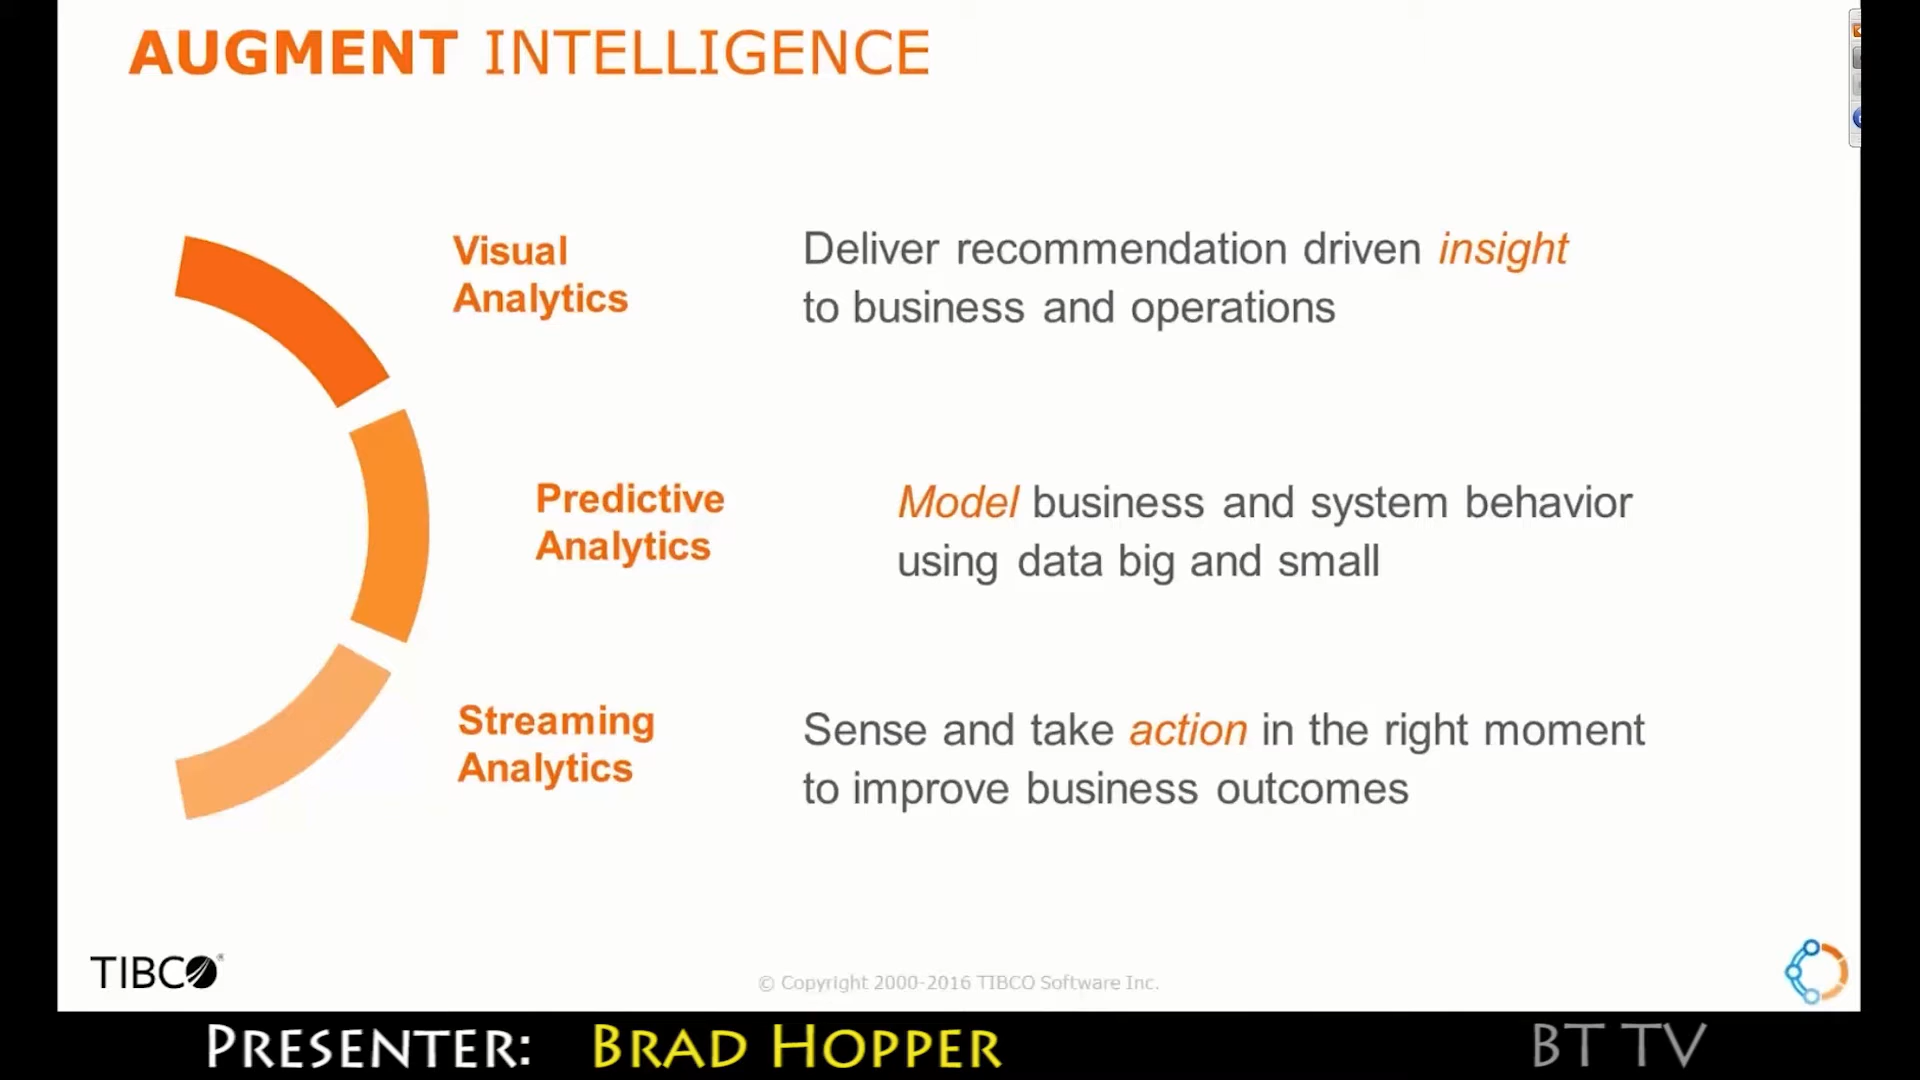 AUGMENT INTELLIGENCE
Visual
Analytics
Deliver recommendation driven insight
to business and operations
Predictive
Analytics
Model business and system behavior
using data big and small
Streaming
Analytics
Sense and take action in the right moment
to improve business outcomes
TIBCO
© Copyright 2000-2016 TIBCO Software Inc.
PRESENTER: BRAD HOPPER
BT TV